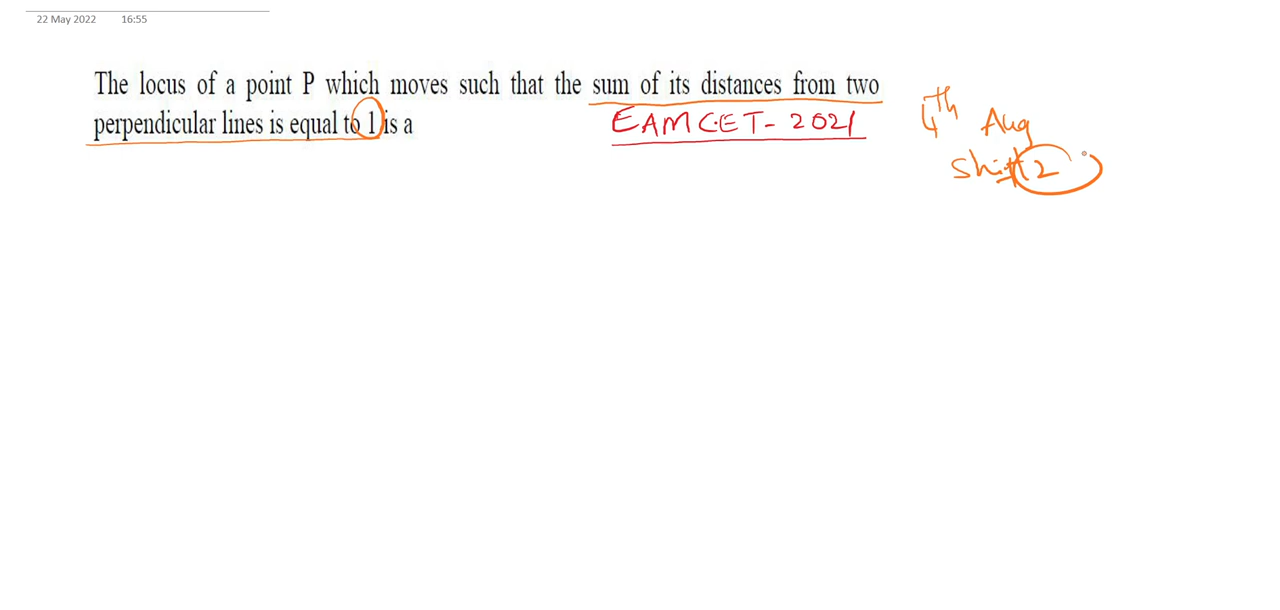 22 May 2022 16:55
The locus of a point P which moves such that the sum of its distances from two
perpendicular lines is equal to 1 is a
EAMCET- 2021
4th Aug
Shift 2